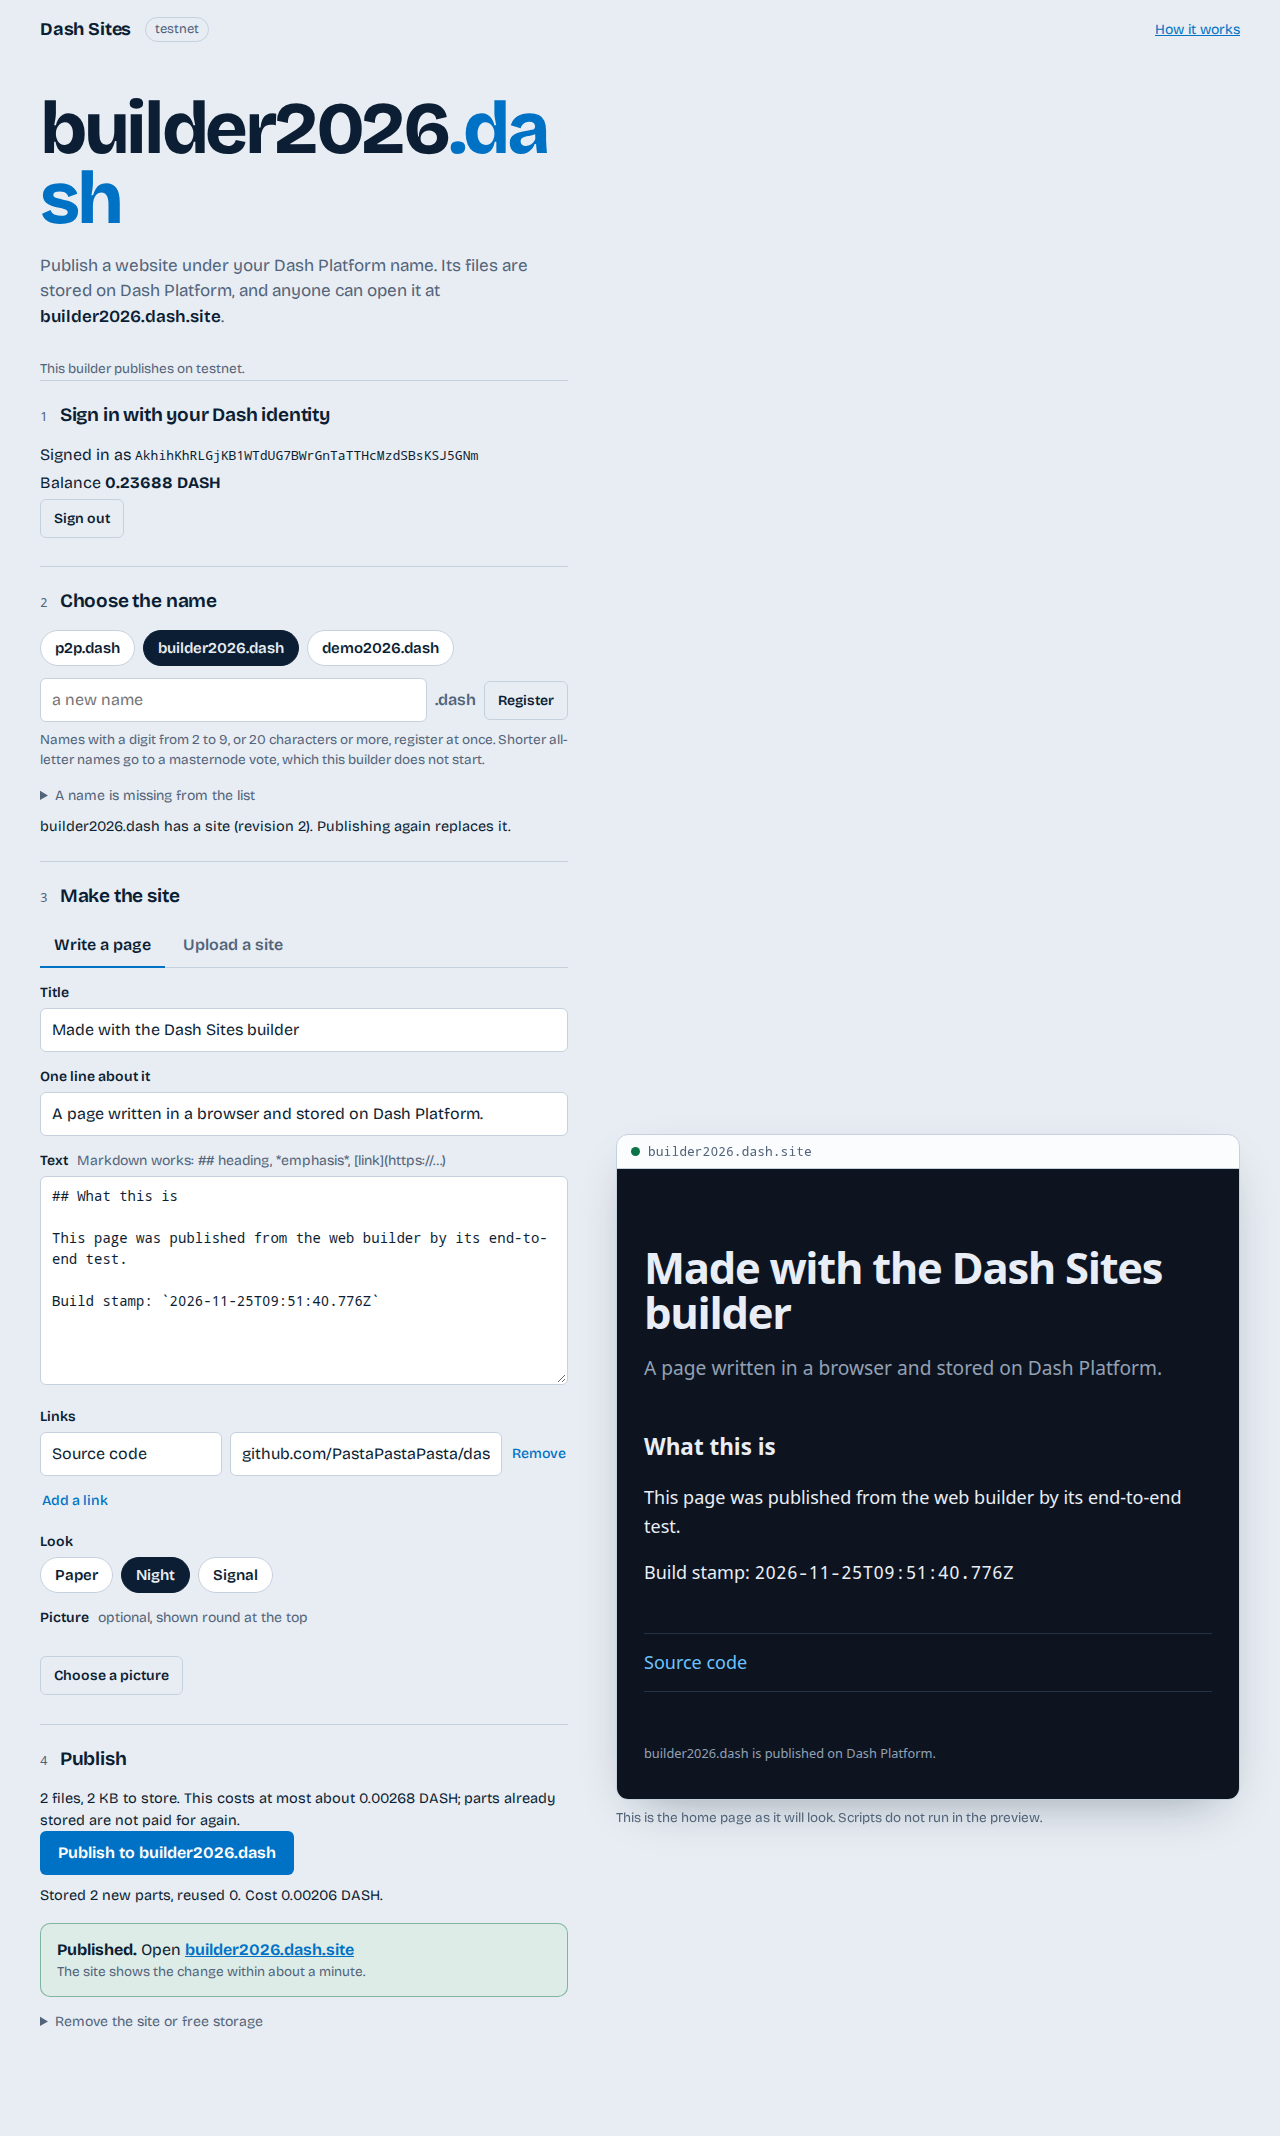 Dash Sites
testnet
How it works
builder2026.da
sh
Publish a website under your Dash Platform name. Its files are
stored on Dash Platform, and anyone can open it at
builder2026.dash.site.
This builder publishes on testnet.
1 Sign in with your Dash identity
Signed in as AkhihKhRLGjKB1WTdUG7BWrGnTaTTHcMzdSBsKSJ5GNm
Balance 0.23688 DASH
Sign out
2 Choose the name
p2p.dash
builder2026.dash
demo2026.dash
a new name
.dash
Register
Names with a digit from 2 to 9, or 20 characters or more, register at once. Shorter all-
letter names go to a masternode vote, which this builder does not start.
A name is missing from the list
builder2026.dash has a site (revision 2). Publishing again replaces it.
3 Make the site
Write a page
Upload a site
Title
Made with the Dash Sites builder
One line about it
A page written in a browser and stored on Dash Platform.
Text Markdown works: ## heading, *emphasis*, [link](https://...)
## What this is
This page was published from the web builder by its end-to-
end test.
Build stamp: `2026-11-25T09:51:40.776Z`
Links
Source code
github.com/PastaPastaPasta/das
Remove
Add a link
Look
Paper
Night
Signal
Picture optional, shown round at the top
Choose a picture
4 Publish
2 files, 2 KB to store. This costs at most about 0.00268 DASH; parts already
stored are not paid for again.
Publish to builder2026.dash
Stored 2 new parts, reused 0. Cost 0.00206 DASH.
Published. Open builder2026.dash.site
The site shows the change within about a minute.
Remove the site or free storage
builder2026.dash.site
Made with the Dash Sites
builder
A page written in a browser and stored on Dash Platform.
What this is
This page was published from the web builder by its end-to-end
test.
Build stamp: 2026-11-25T09:51:40.776Z
Source code
builder2026.dash is published on Dash Platform.
This is the home page as it will look. Scripts do not run in the preview.